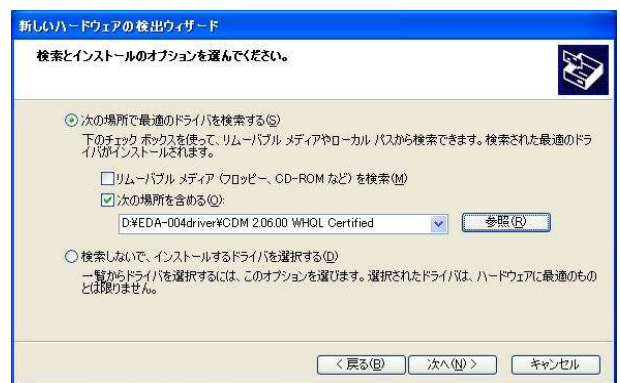 新しいハードウェアの検出ウィザード
検索とインストールのオプションを選んでください。
次の場所で最適のドライバを検索する(S)
下のチェック ボックスを使って、リムーバブル メディアやローカル パスから検索できます。検索された最適のドラ
イバがインストールされます。
リムーバブル メディア (フロッピー、CD-ROM など) を検索(M)
次の場所を含める(O):
D:¥EDA-004driver¥CDM 2.06.00 WHQL Certified
参照(R)
検索しないで、インストールするドライバを選択する(D)
一覧からドライバを選択するには、このオプションを選びます。選択されたドライバは、ハードウェアに最適のもの
とは限りません。
< 戻る(B)
次へ(N) >
キャンセル